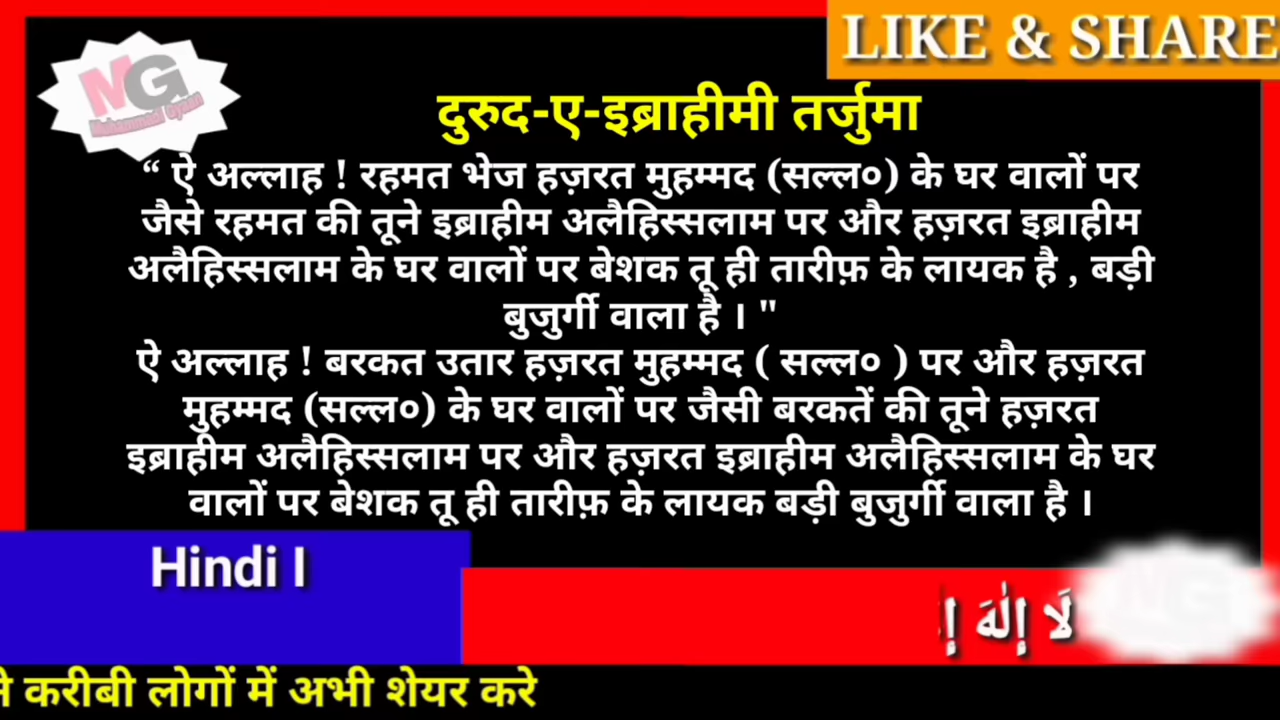 LIKE & SHARE
NG
Muhammadi Gyaan
दुरुद-ए-इब्राहीमी तर्जुमा
“ ऐ अल्लाह ! रहमत भेज हज़रत मुहम्मद (सल्ल०) के घर वालों पर
जैसे रहमत की तूने इब्राहीम अलैहिस्सलाम पर और हज़रत इब्राहीम
अलैहिस्सलाम के घर वालों पर बेशक तू ही तारीफ़ के लायक है , बड़ी
बुजुर्गी वाला है । "
ऐ अल्लाह ! बरकत उतार हज़रत मुहम्मद ( सल्ल० ) पर और हज़रत
मुहम्मद (सल्ल०) के घर वालों पर जैसी बरकतें की तूने हज़रत
इब्राहीम अलैहिस्सलाम पर और हज़रत इब्राहीम अलैहिस्सलाम के घर
वालों पर बेशक तू ही तारीफ़ के लायक बड़ी बुजुर्गी वाला है ।
Hindi I
لَا إِلٰهَ إِ
करीबी लोगों में अभी शेयर करे